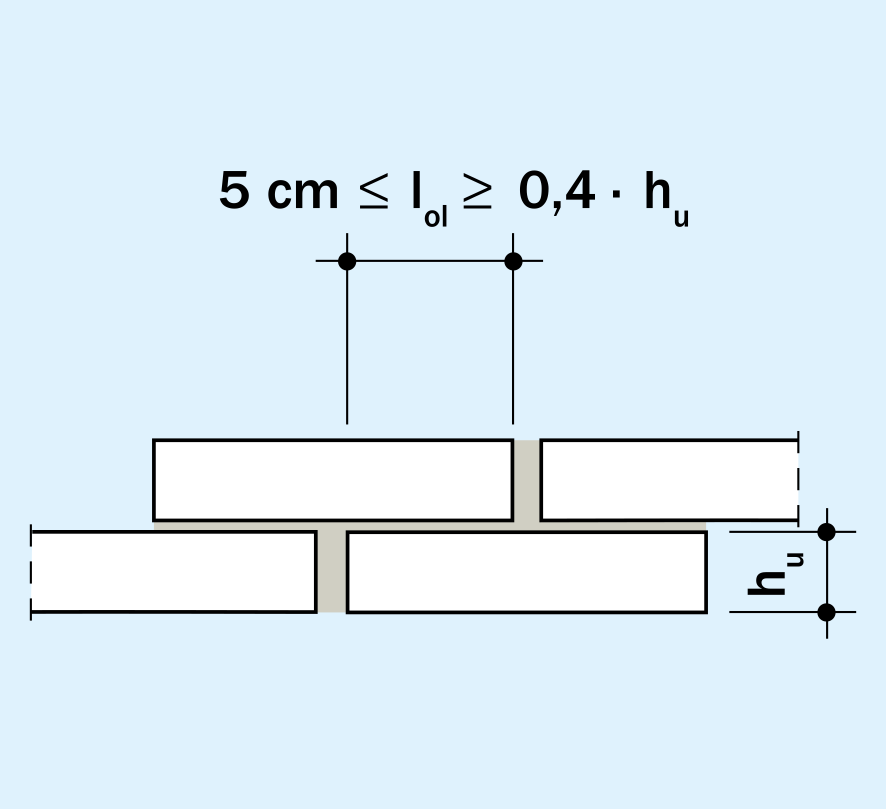 5 cm ≤ l_ol ≥ 0,4 · h_u
h_u